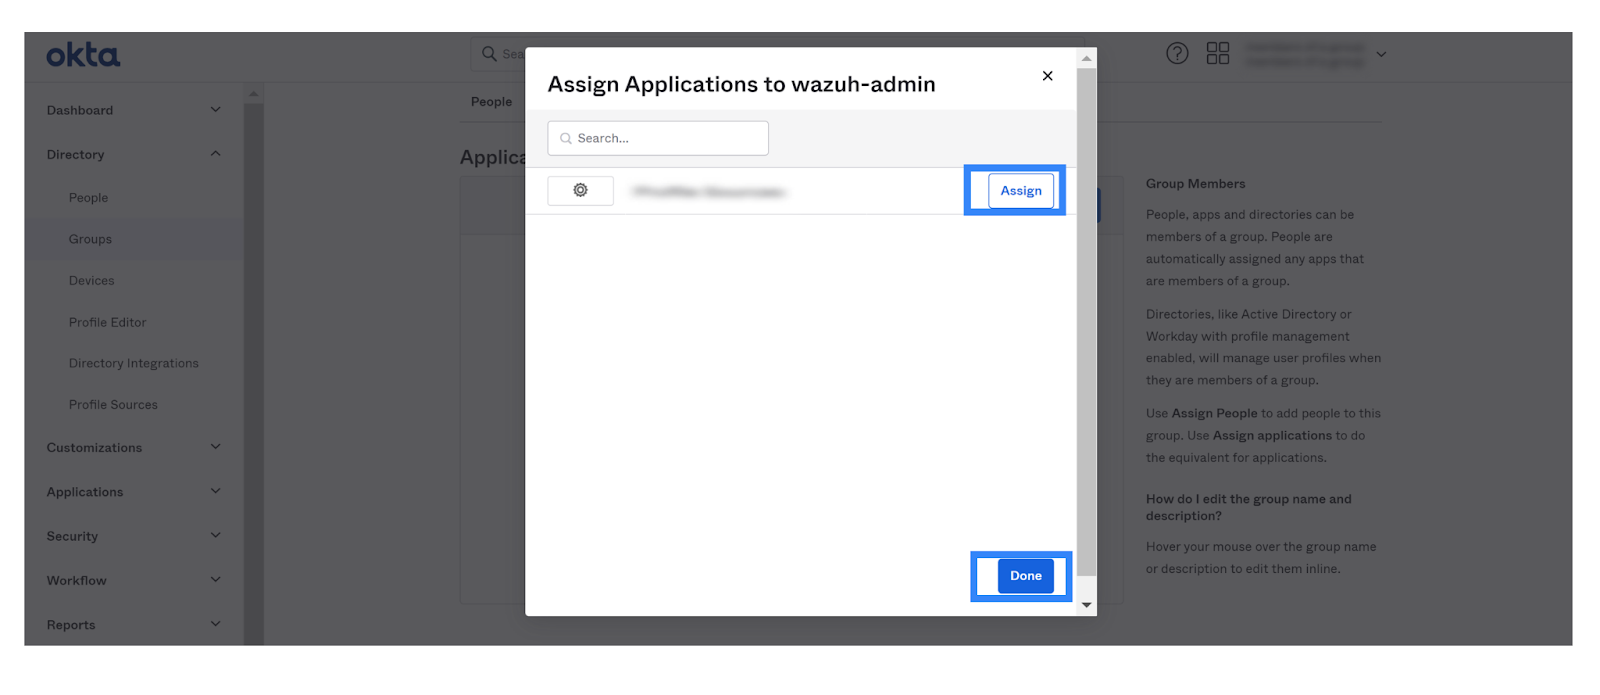 okta
Sea
Dashboard
Directory
People
Groups
Devices
Profile Editor
Directory Integrations
Profile Sources
Customizations
Applications
Security
Workflow
Reports
People
Applica
Assign Applications to wazuh-admin
Search...
Assign
Done
Group Members
People, apps and directories can be
members of a group. People are
automatically assigned any apps that
are members of a group.
Directories, like Active Directory or
Workday with profile management
enabled, will manage user profiles when
they are members of a group.
Use Assign People to add people to this
group. Use Assign applications to do
the equivalent for applications.
How do I edit the group name and
description?
Hover your mouse over the group name
or description to edit them inline.